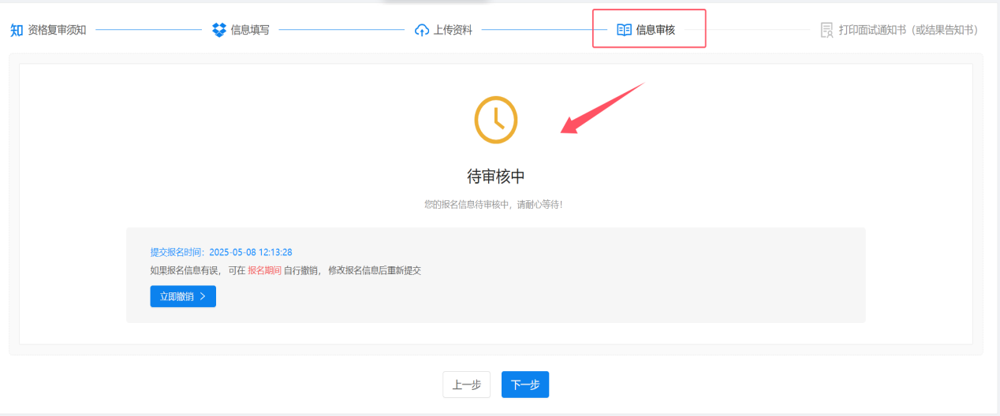 知 资格复审须知 信息填写 上传资料 信息审核 打印面试通知书（或结果告知书）
待审核中
您的报名信息待审核中，请耐心等待！
提交报名时间：2025-05-08 12:13:28
如果报名信息有误， 可在 报名期间 自行撤销， 修改报名信息后重新提交
立即撤销 >
上一步 下一步